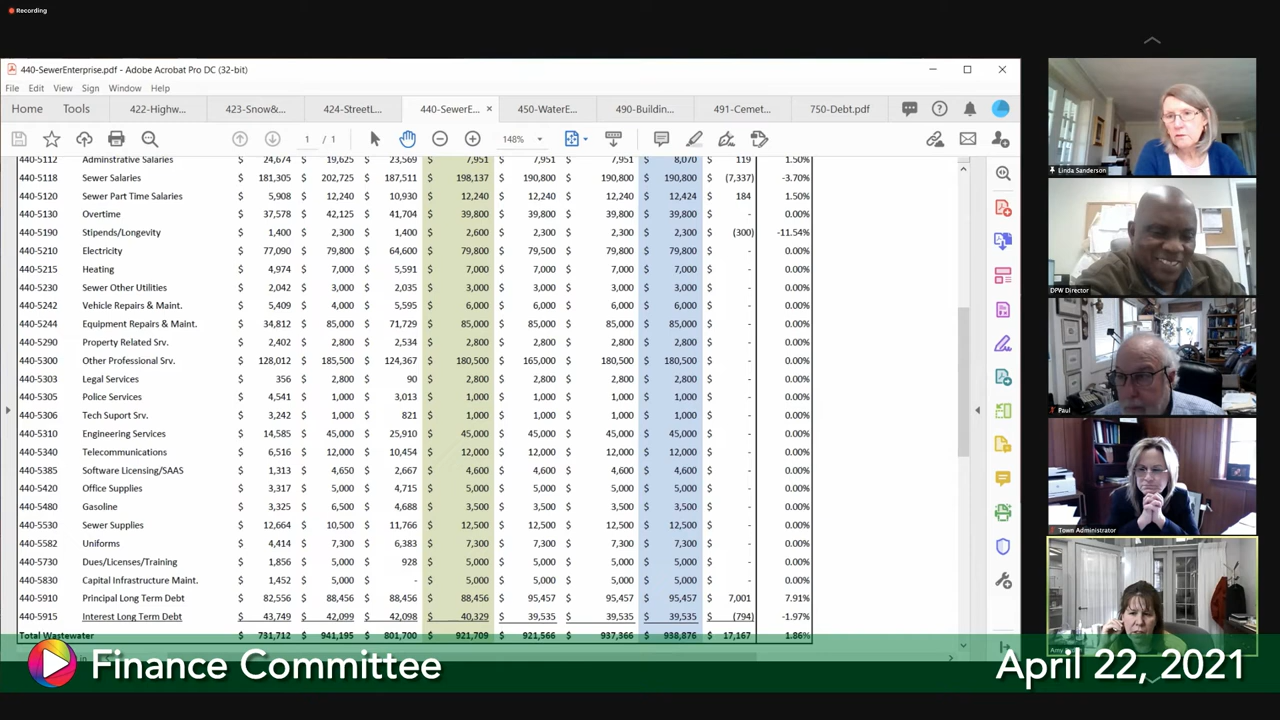 Recording
440-SewerEnterprise.pdf - Adobe Acrobat Pro DC (32-bit)
File Edit View Sign Window Help
Home Tools 422-Highw... 423-Snow&... 424-StreetL... 440-SewerE... × 450-WaterE... 490-Buildin... 491-Cemet... 750-Debt.pdf
1 / 1 148%
440-5112 Adminstrative Salaries $ 24,674 $ 19,625 $ 23,569 $ 7,951 $ 7,951 $ 7,951 $ 8,070 $ 119 1.50%
440-5118 Sewer Salaries $ 181,305 $ 202,725 $ 187,511 $ 198,137 $ 190,800 $ 190,800 $ 190,800 $ (7,337) -3.70%
440-5120 Sewer Part Time Salaries $ 5,908 $ 12,240 $ 10,930 $ 12,240 $ 12,240 $ 12,240 $ 12,424 $ 184 1.50%
440-5130 Overtime $ 37,578 $ 42,125 $ 41,704 $ 39,800 $ 39,800 $ 39,800 $ 39,800 $ - 0.00%
440-5190 Stipends/Longevity $ 1,400 $ 2,300 $ 1,400 $ 2,600 $ 2,300 $ 2,300 $ 2,300 $ (300) -11.54%
440-5210 Electricity $ 77,090 $ 79,800 $ 64,600 $ 79,800 $ 79,500 $ 79,800 $ 79,800 $ - 0.00%
440-5215 Heating $ 4,974 $ 7,000 $ 5,591 $ 7,000 $ 7,000 $ 7,000 $ 7,000 $ - 0.00%
440-5230 Sewer Other Utilities $ 2,042 $ 3,000 $ 2,035 $ 3,000 $ 3,000 $ 3,000 $ 3,000 $ - 0.00%
440-5242 Vehicle Repairs & Maint. $ 5,409 $ 4,000 $ 5,595 $ 6,000 $ 6,000 $ 6,000 $ 6,000 $ - 0.00%
440-5244 Equipment Repairs & Maint. $ 34,812 $ 85,000 $ 71,729 $ 85,000 $ 85,000 $ 85,000 $ 85,000 $ - 0.00%
440-5290 Property Related Srv. $ 2,402 $ 2,800 $ 2,534 $ 2,800 $ 2,800 $ 2,800 $ 2,800 $ - 0.00%
440-5300 Other Professional Srv. $ 128,012 $ 185,500 $ 124,367 $ 180,500 $ 165,000 $ 180,500 $ 180,500 $ - 0.00%
440-5303 Legal Services $ 356 $ 2,800 $ 90 $ 2,800 $ 2,800 $ 2,800 $ 2,800 $ - 0.00%
440-5305 Police Services $ 4,541 $ 1,000 $ 3,013 $ 1,000 $ 1,000 $ 1,000 $ 1,000 $ - 0.00%
440-5306 Tech Suport Srv. $ 3,242 $ 1,000 $ 821 $ 1,000 $ 1,000 $ 1,000 $ 1,000 $ - 0.00%
440-5310 Engineering Services $ 14,585 $ 45,000 $ 25,910 $ 45,000 $ 45,000 $ 45,000 $ 45,000 $ - 0.00%
440-5340 Telecommunications $ 6,516 $ 12,000 $ 10,454 $ 12,000 $ 12,000 $ 12,000 $ 12,000 $ - 0.00%
440-5385 Software Licensing/SAAS $ 1,313 $ 4,650 $ 2,667 $ 4,600 $ 4,600 $ 4,600 $ 4,600 $ - 0.00%
440-5420 Office Supplies $ 3,317 $ 5,000 $ 4,715 $ 5,000 $ 5,000 $ 5,000 $ 5,000 $ - 0.00%
440-5480 Gasoline $ 3,325 $ 6,500 $ 4,688 $ 3,500 $ 3,500 $ 3,500 $ 3,500 $ - 0.00%
440-5530 Sewer Supplies $ 12,664 $ 10,500 $ 11,766 $ 12,500 $ 12,500 $ 12,500 $ 12,500 $ - 0.00%
440-5582 Uniforms $ 4,414 $ 7,300 $ $ 7,300 $ 7,300 $ 7,300 $ 7,300 $ - 0.00%
440-5730 Dues/Licenses/Training $ 1,856 $ 5,000 $ 928 $ 5,000 $ 5,000 $ 5,000 $ 5,000 $ - 0.00%
440-5830 Capital Infrastructure Maint. $ 1,452 $ 5,000 $ - $ 5,000 $ 5,000 $ 5,000 $ 5,000 $ - 0.00%
440-5910 Principal Long Term Debt $ 82,556 $ 88,456 $ 88,456 $ 88,456 $ 95,457 $ 95,457 $ 95,457 $ 7,001 7.91%
440-5915 Interest Long Term Debt $ 43,749 $ 42,099 $ 42,098 $ 40,329 $ 39,535 $ 39,535 $ 39,535 $ (794) -1.97%
Total Wastewater $ 731,712 $ 941,195 $ 801,700 $ 921,709 $ 921,566 $ 937,366 $ 938,876 $ 17,167 1.86%
Linda Sanderson
DPW Director
Paul
Town Administrator
Amy
Finance Committee
April 22, 2021